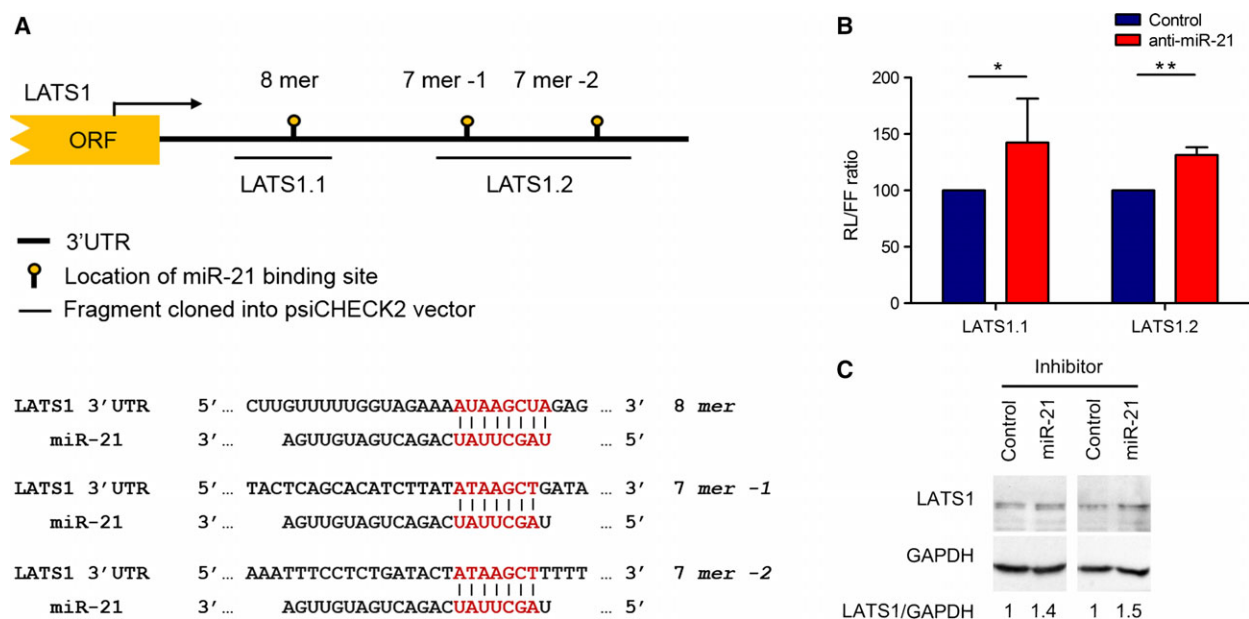 A
LATS1
ORF
8 mer
7 mer -1
7 mer -2
LATS1.1
LATS1.2
3'UTR
Location of miR-21 binding site
Fragment cloned into psiCHECK2 vector
LATS1 3'UTR 5'… CUUGUUUUUGGUAGAAAAUAAGCUAGAG … 3' 8 mer
miR-21 3'… AGUUGUAGUCAGACUAUUCGAU 5'
LATS1 3'UTR 5'… TACTCAGCACATCTTATATAAGCTGATA … 3' 7 mer -1
miR-21 3'… AGUUGUAGUCAGACUAUUCGAU … 5'
LATS1 3'UTR 5'… AAATTTCCTCTGATACTATAAGCTTTTT … 3' 7 mer -2
miR-21 3'… AGUUGUAGUCAGACUAUUCGAU … 5'
B
Control
anti-miR-21
RL/FF ratio
200
150
100
50
0
*
**
LATS1.1
LATS1.2
C
Inhibitor
Control
miR-21
Control
miR-21
LATS1
GAPDH
LATS1/GAPDH 1 1.4 1 1.5